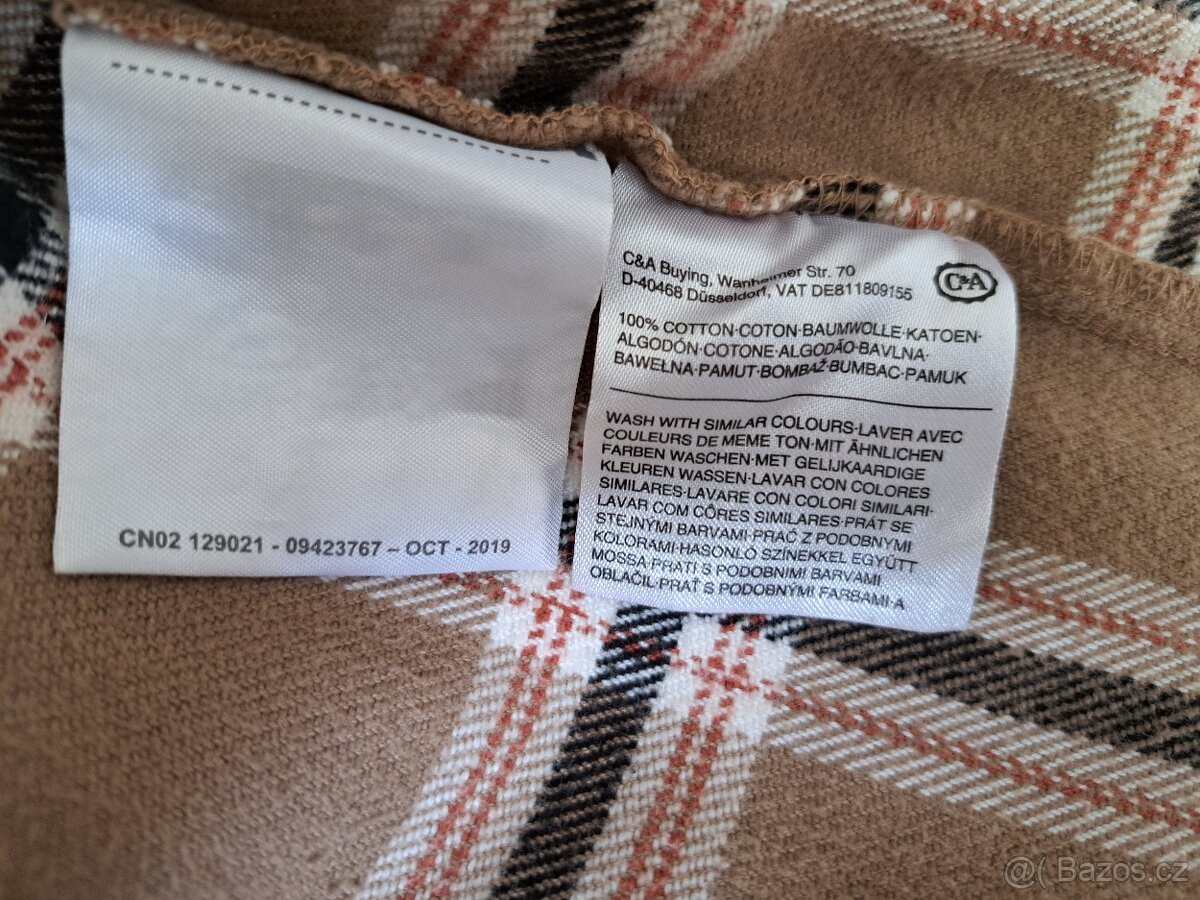 CN02 129021 - 09423767 – OCT - 2019
C&A Buying, Wanheimer Str. 70
D-40468 Düsseldorf, VAT DE811809155
C&A
100% COTTON·COTON·BAUMWOLLE·KATOEN·
ALGODÓN·COTONE·ALGODÃO·BAVLNA·
BAWEŁNA·PAMUT·BOMBAŽ·BUMBAC·PAMUK
WASH WITH SIMILAR COLOURS·LAVER AVEC
COULEURS DE MEME TON·MIT ÄHNLICHEN
FARBEN WASCHEN·MET GELIJKAARDIGE
KLEUREN WASSEN·LAVAR CON COLORES
SIMILARES·LAVARE CON COLORI SIMILARI·
LAVAR COM CÔRES SIMILARES·PRÁT SE
STEJNÝMI BARVAMI·PRAĆ Z PODOBNYMI
KOLORAMI·HASONLÓ SZÍNEKKEL EGYÜTT
MOSSA·PRATI S PODOBNIMI BARVAMI
OBLAČIL·PRAŤ S PODOBNÝMI FARBAMI·A
@( Bazos.cz